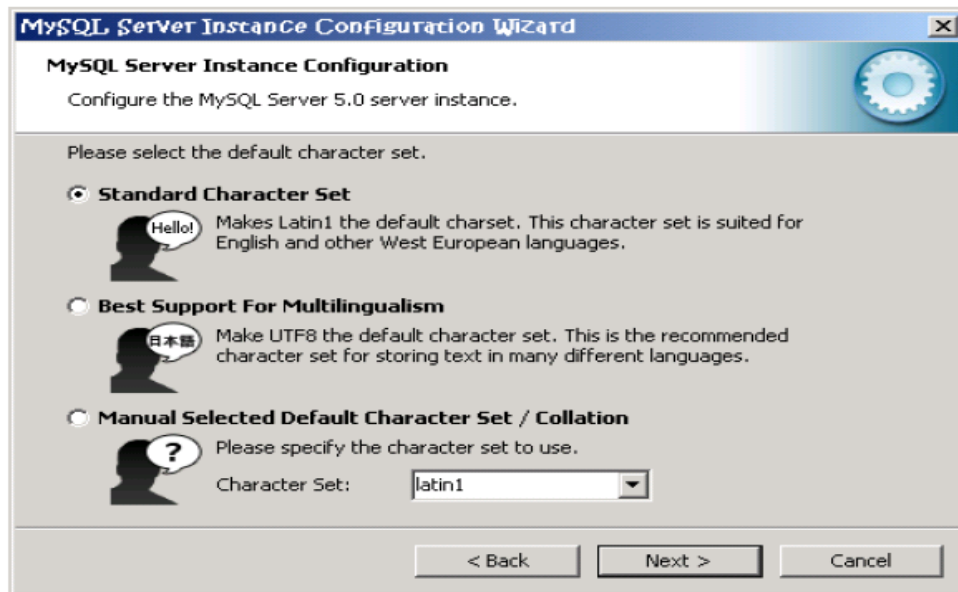 MySQL Server Instance Configuration Wizard
MySQL Server Instance Configuration
Configure the MySQL Server 5.0 server instance.
Please select the default character set.
Standard Character Set
Hello!
Makes Latin1 the default charset. This character set is suited for
English and other West European languages.
Best Support For Multilingualism
日本語
Make UTF8 the default character set. This is the recommended
character set for storing text in many different languages.
Manual Selected Default Character Set / Collation
?
Please specify the character set to use.
Character Set: latin1
< Back Next > Cancel